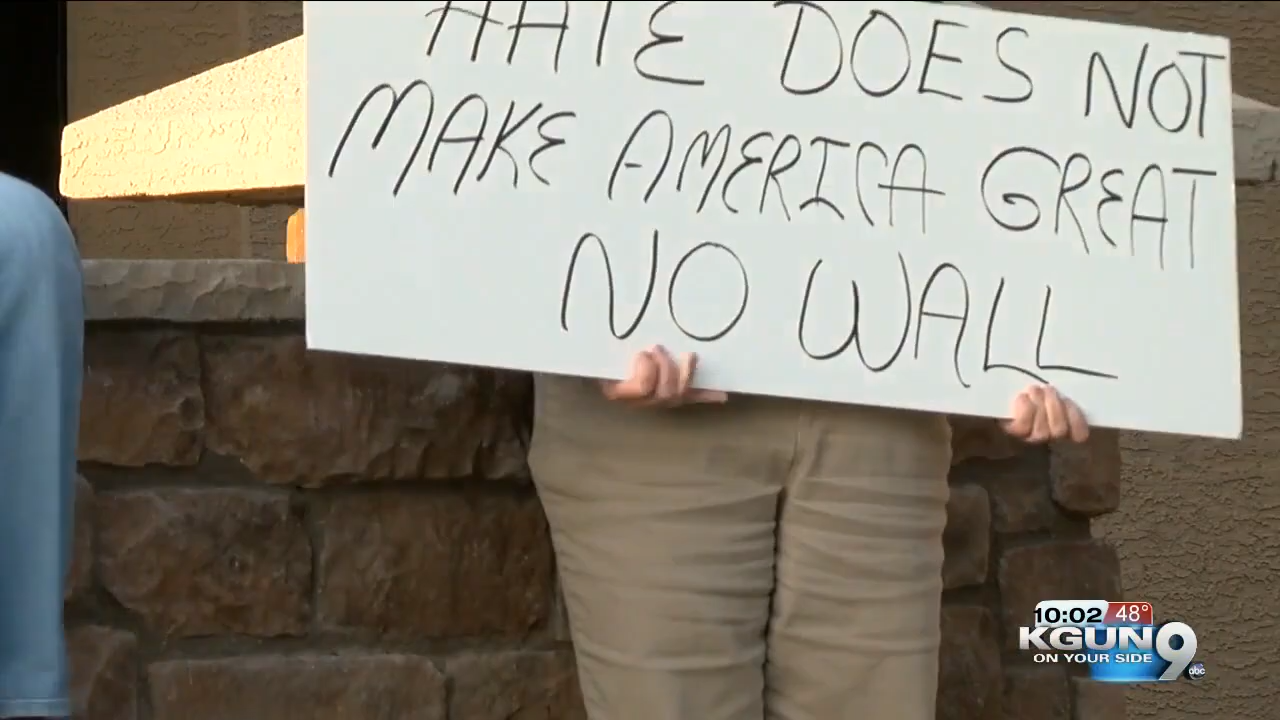 HATE DOES NOT
MAKE AMERICA GREAT
NO WALL
10:02 48°
KGUN 9
ON YOUR SIDE
abc